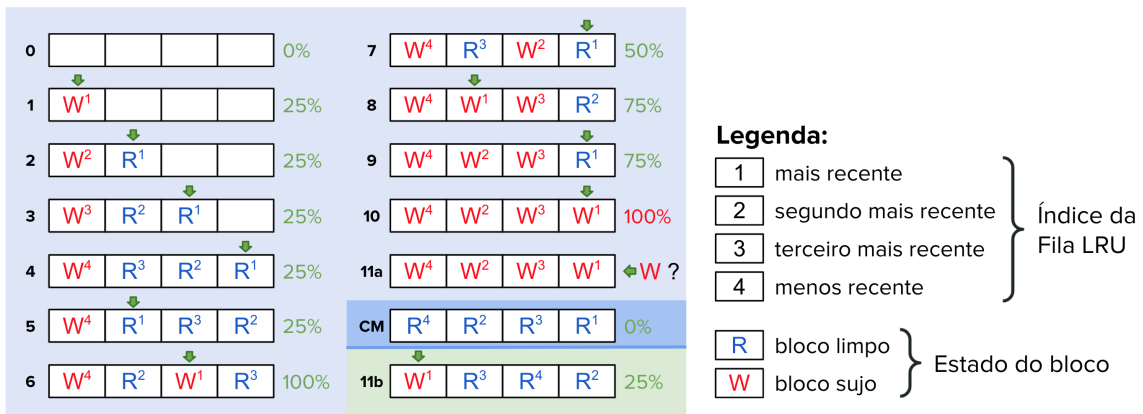 0 0%
1 W1 25%
2 W2 R1 25%
3 W3 R2 R1 25%
4 W4 R3 R2 R1 25%
5 W4 R1 R3 R2 25%
6 W4 R2 W1 R3 100%
7 W4 R3 W2 R1 50%
8 W4 W1 W3 R2 75%
9 W4 W2 W3 R1 75%
10 W4 W2 W3 W1 100%
11a W4 W2 W3 W1 W ?
CM R4 R2 R3 R1 0%
11b W1 R3 R4 R2 25%
Legenda:
1 mais recente
2 segundo mais recente
3 terceiro mais recente
4 menos recente
Índice da
Fila LRU
R bloco limpo
W bloco sujo
Estado do bloco